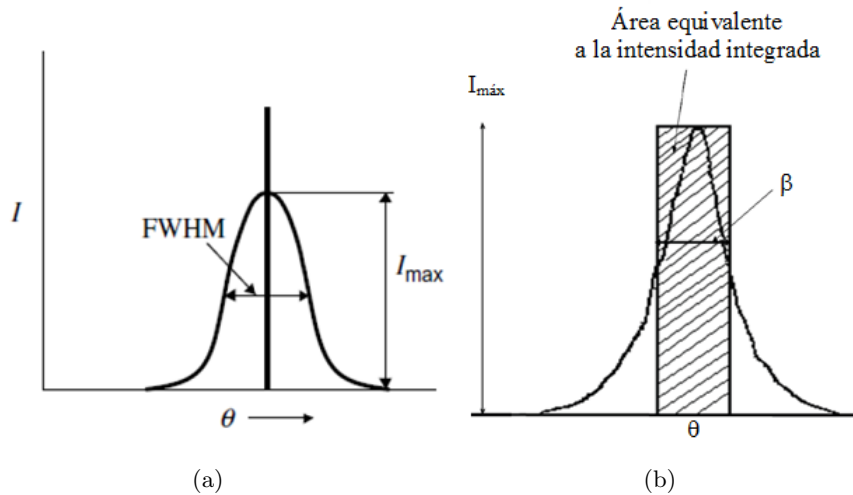 I
FWHM
I max
θ
(a)
Área equivalente
a la intensidad integrada
I máx
β
θ
(b)